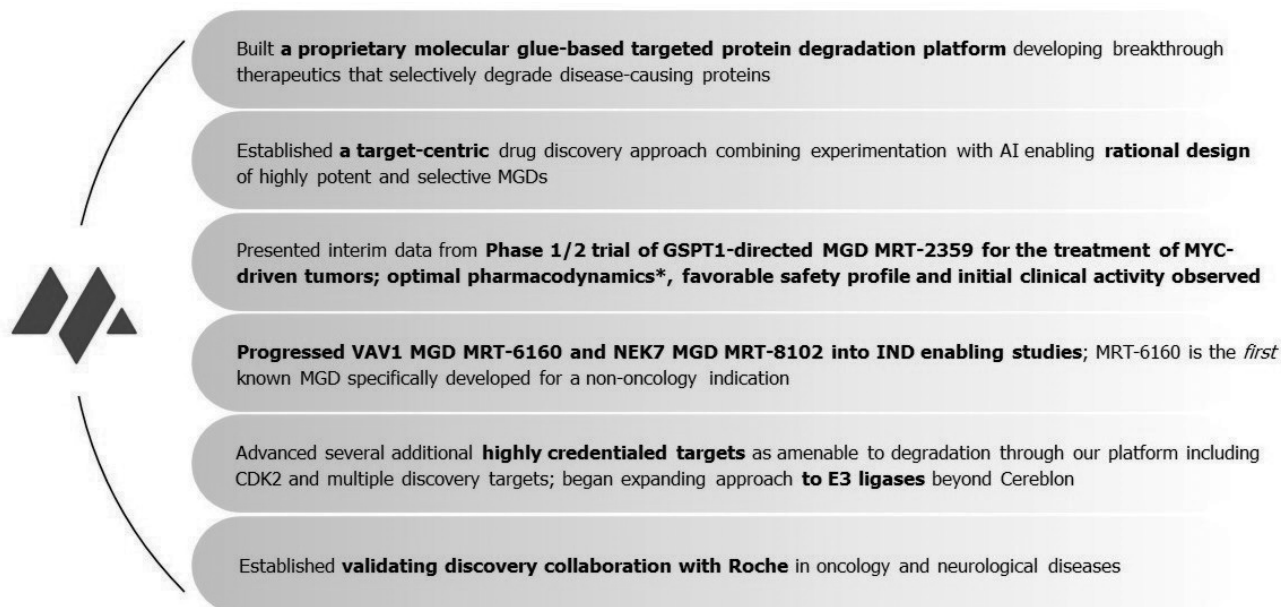 Built a proprietary molecular glue-based targeted protein degradation platform developing breakthrough
therapeutics that selectively degrade disease-causing proteins
Established a target-centric drug discovery approach combining experimentation with AI enabling rational design
of highly potent and selective MGDs
Presented interim data from Phase 1/2 trial of GSPT1-directed MGD MRT-2359 for the treatment of MYC-
driven tumors; optimal pharmacodynamics*, favorable safety profile and initial clinical activity observed
Progressed VAV1 MGD MRT-6160 and NEK7 MGD MRT-8102 into IND enabling studies; MRT-6160 is the first
known MGD specifically developed for a non-oncology indication
Advanced several additional highly credentialed targets as amenable to degradation through our platform including
CDK2 and multiple discovery targets; began expanding approach to E3 ligases beyond Cereblon
Established validating discovery collaboration with Roche in oncology and neurological diseases